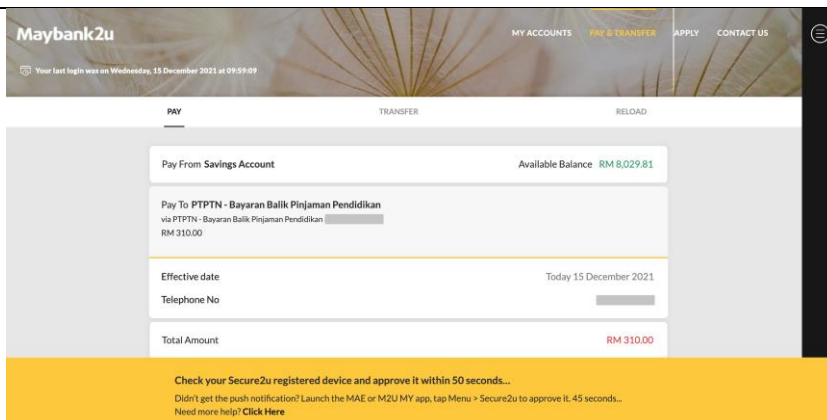 Maybank2u
MY ACCOUNTS PAY & TRANSFER APPLY CONTACT US
Your last login was on Wednesday, 15 December 2021 at 09:59:09
PAY TRANSFER RELOAD
Pay From Savings Account Available Balance RM 8,029.81
Pay To PTPTN - Bayaran Balik Pinjaman Pendidikan
via PTPTN - Bayaran Balik Pinjaman Pendidikan
RM 310.00
Effective date Today 15 December 2021
Telephone No
Total Amount RM 310.00
Check your Secure2u registered device and approve it within 50 seconds...
Didn't get the push notification? Launch the MAE or M2U MY app, tap Menu > Secure2u to approve it. 45 seconds...
Need more help? Click Here